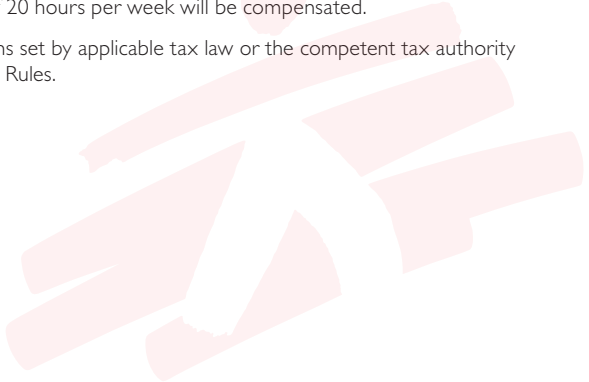 20 hours per week will be compensated.
ns set by applicable tax law or the competent tax authority
Rules.